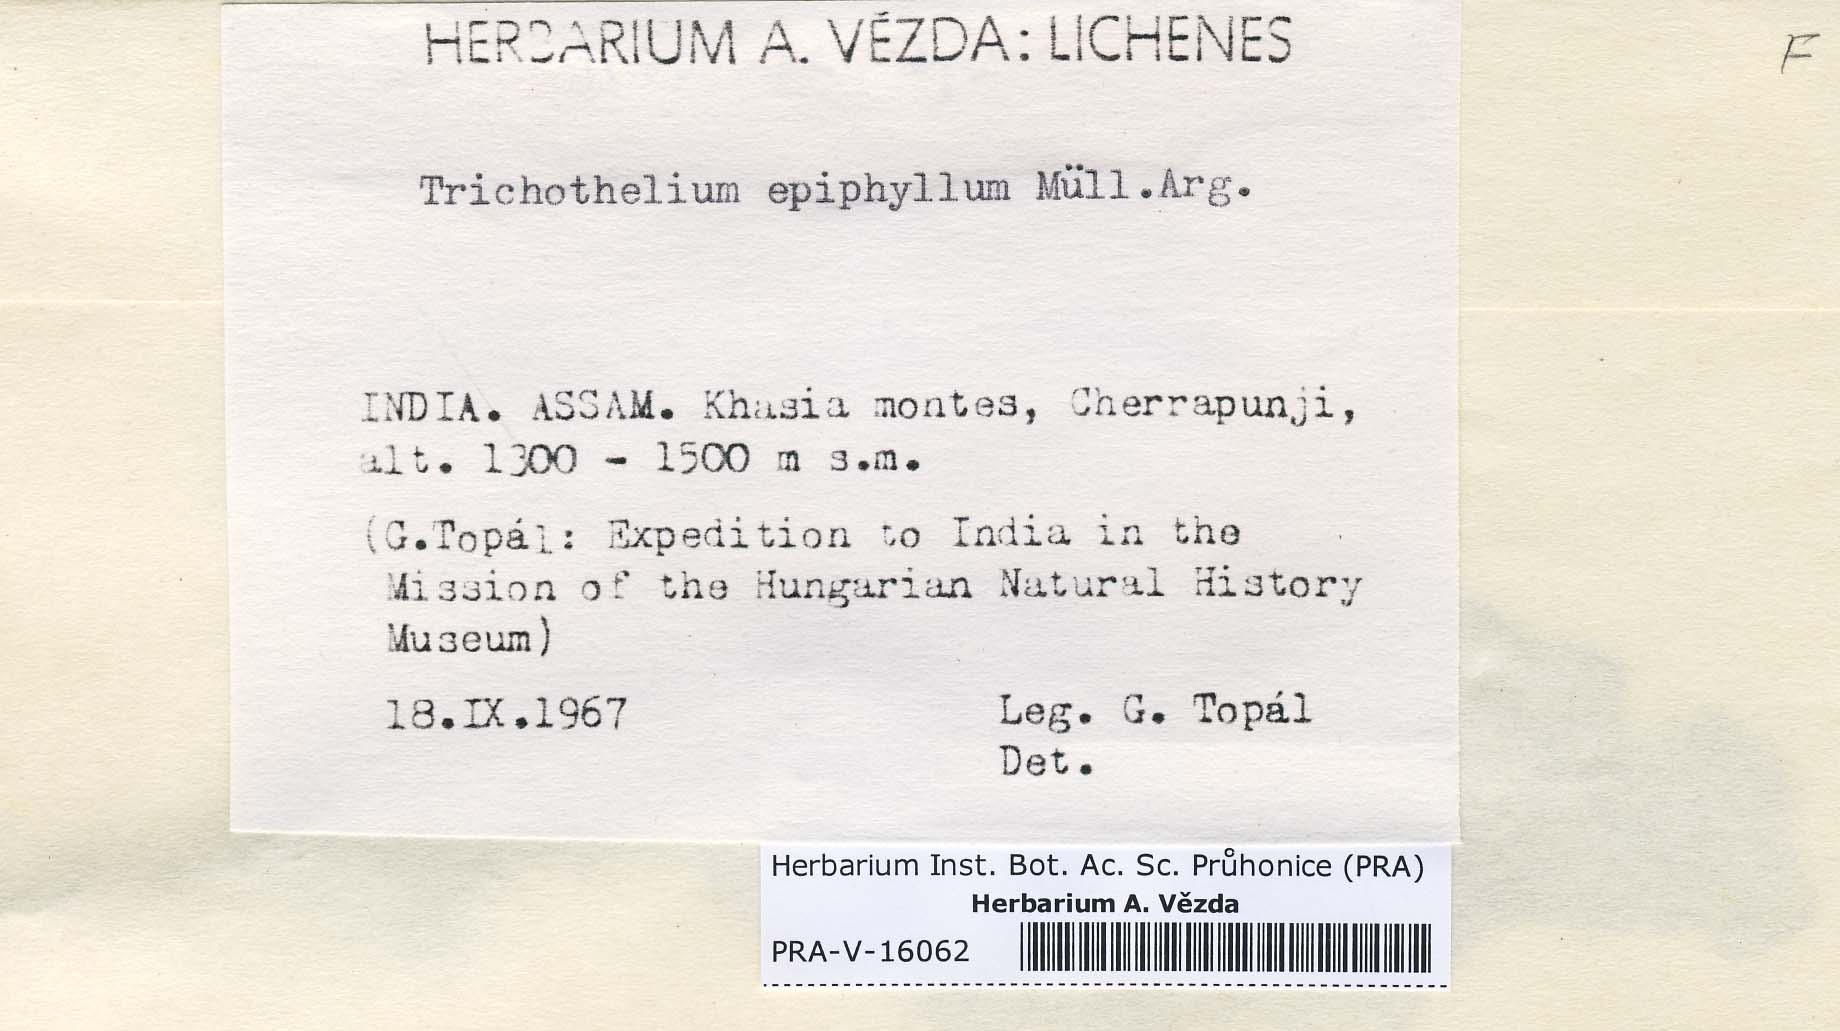 HERBARIUM A. VĚZDA: LICHENES
F
Trichothelium epiphyllum Müll.Arg.
INDIA. ASSAM. Khasia montes, Cherrapunji,
alt. 1300 - 1500 m s.m.
(G.Topál: Expedition to India in the
Mission of the Hungarian Natural History
Museum)
18.IX.1967
Leg. G. Topál
Det.
Herbarium Inst. Bot. Ac. Sc. Průhonice (PRA)
Herbarium A. Vězda
PRA-V-16062